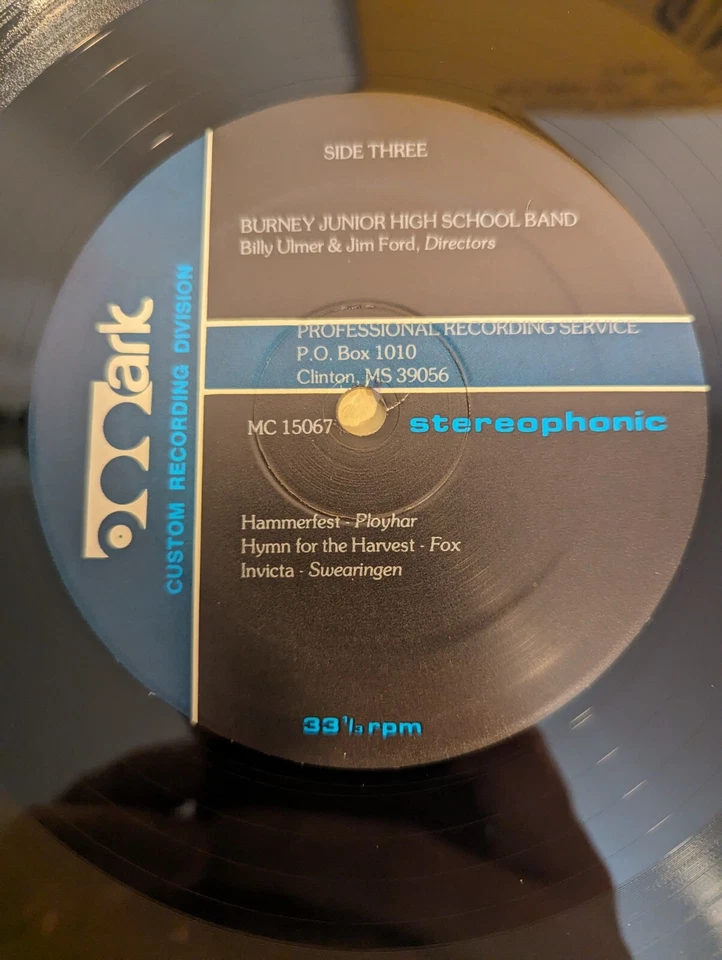 SIDE THREE
BURNEY JUNIOR HIGH SCHOOL BAND
Billy Ulmer & Jim Ford, Directors
mark
CUSTOM RECORDING DIVISION
PROFESSIONAL RECORDING SERVICE
P.O. Box 1010
Clinton, MS 39056
MC 15067
stereophonic
Hammerfest - Ployhar
Hymn for the Harvest - Fox
Invicta - Swearingen
33 1/3 rpm